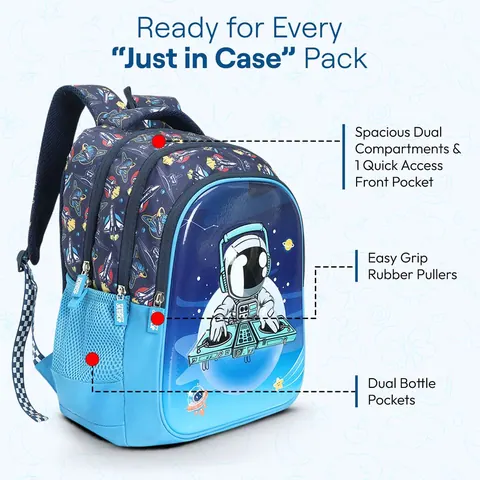 Ready for Every
“Just in Case” Pack
Spacious Dual
Compartments &
1 Quick Access
Front Pocket
Easy Grip
Rubber Pullers
Dual Bottle
Pockets